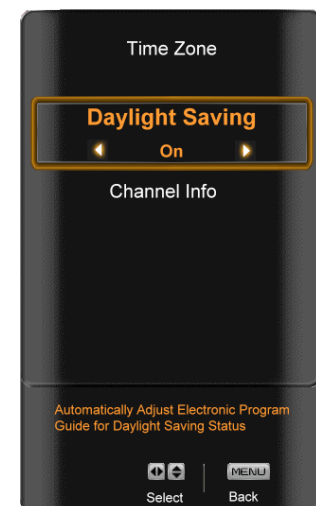 Time Zone
Daylight Saving
On
Channel Info
Automatically Adjust Electronic Program
Guide for Daylight Saving Status
MENU
Select Back